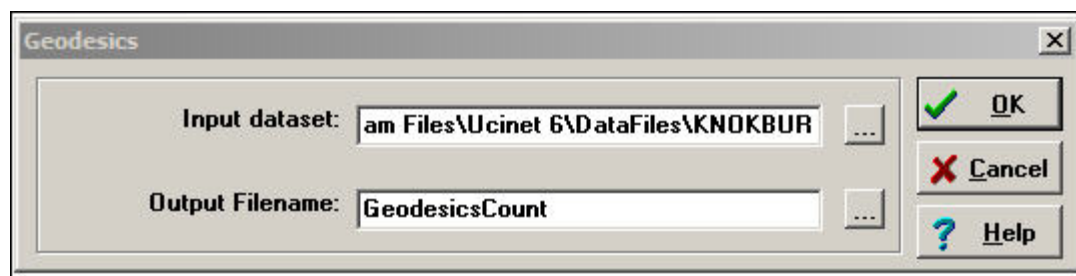 Geodesics
Input dataset: am Files\Ucinet 6\DataFiles\KNOKBUR ...
Output Filename: GeodesicsCount ...
OK
Cancel
? Help